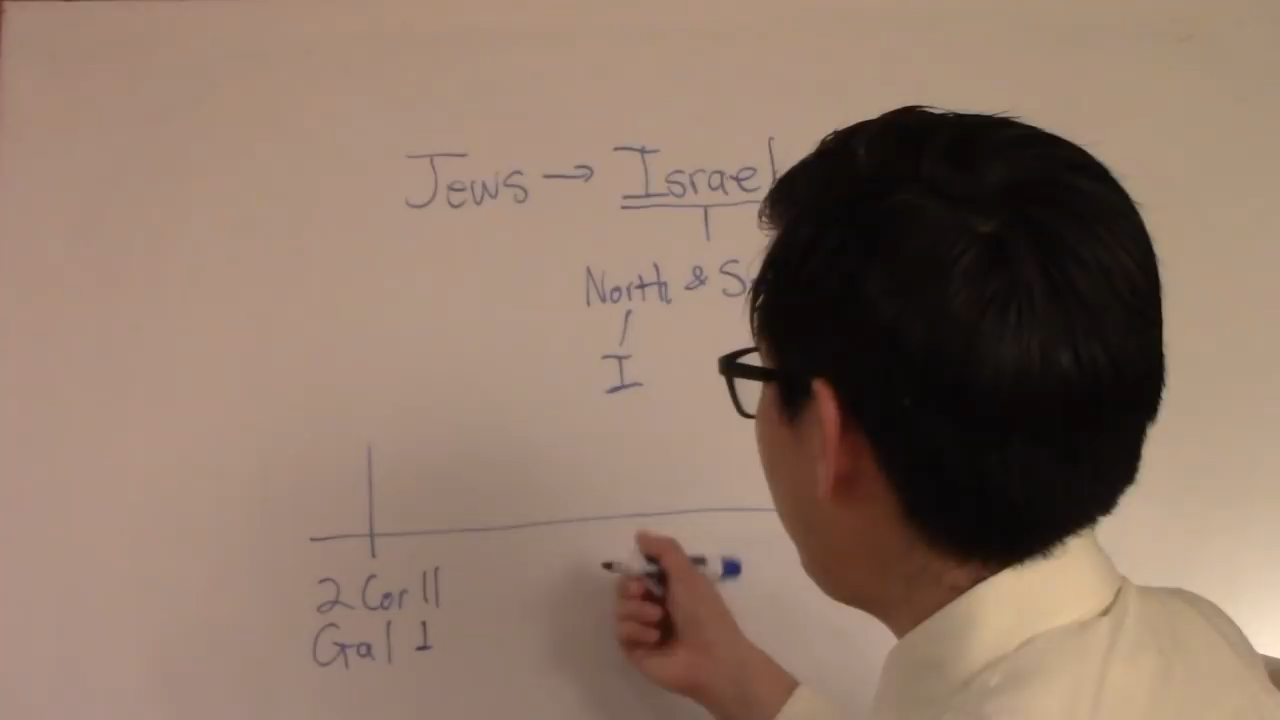 Jews → Israel
North &
I
2 Cor 11
Gal 1